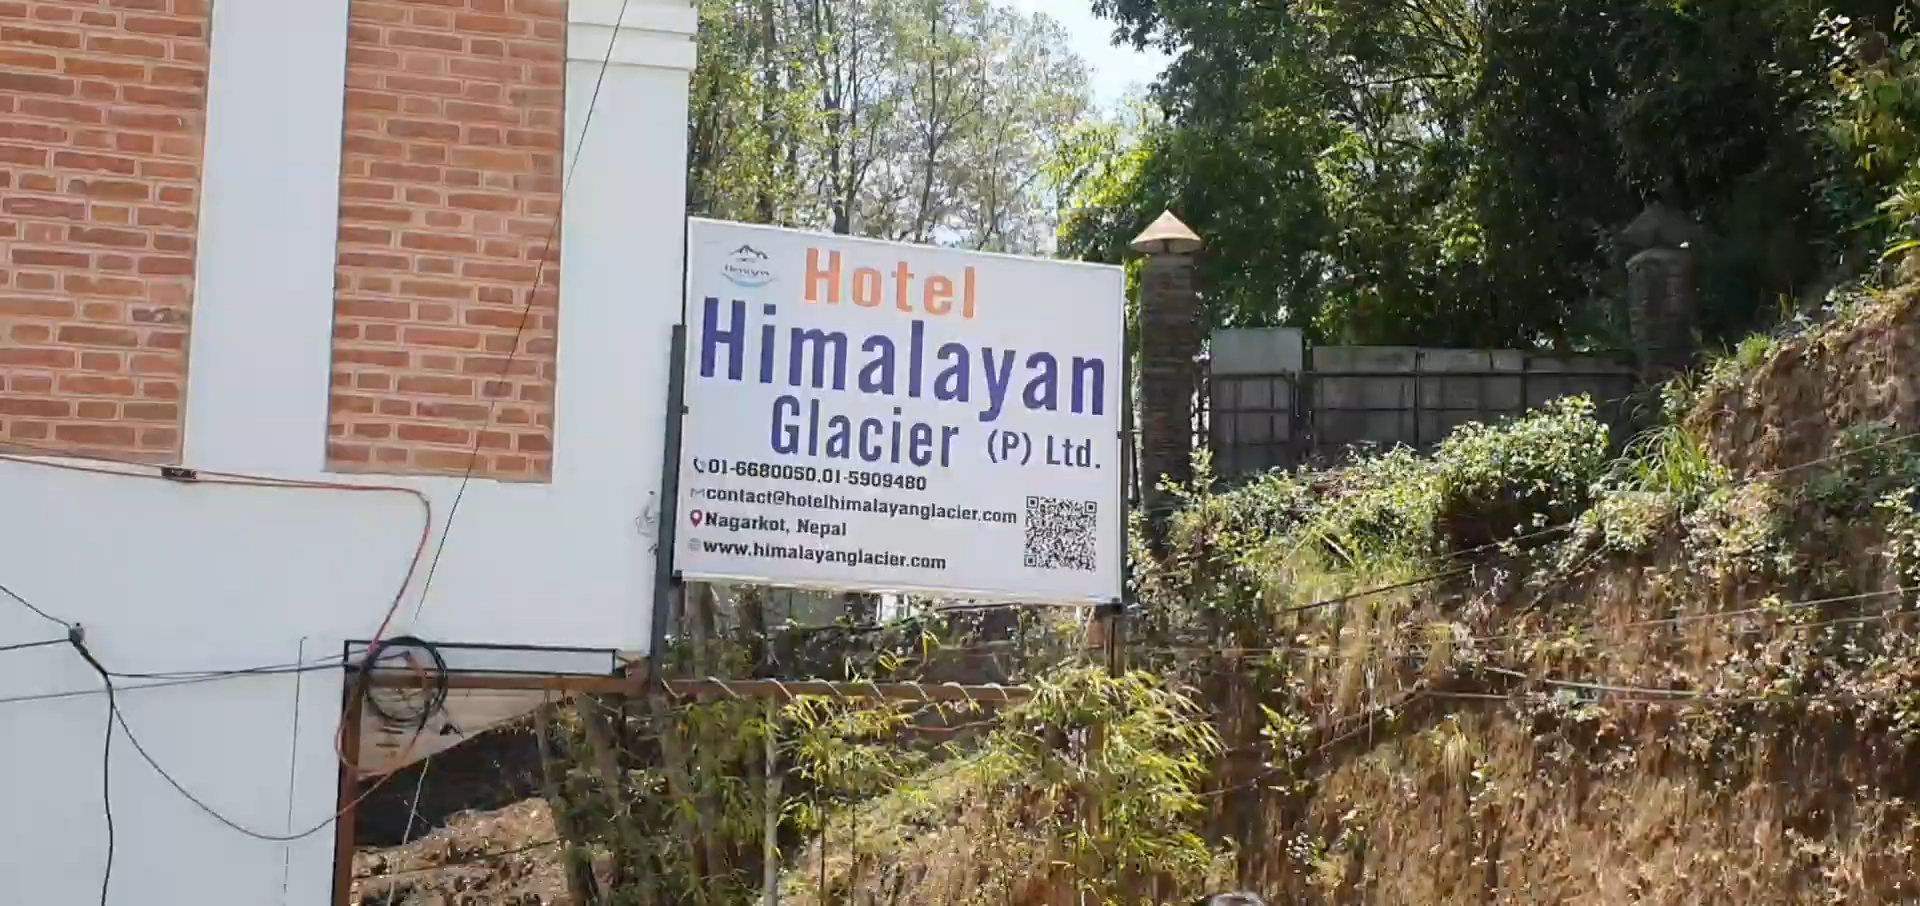 Hotel
Himalayan
Glacier (P) Ltd.
01-6680050,01-5909480
contact@hotelhimalayanglacier.com
Nagarkot, Nepal
www.himalayanglacier.com